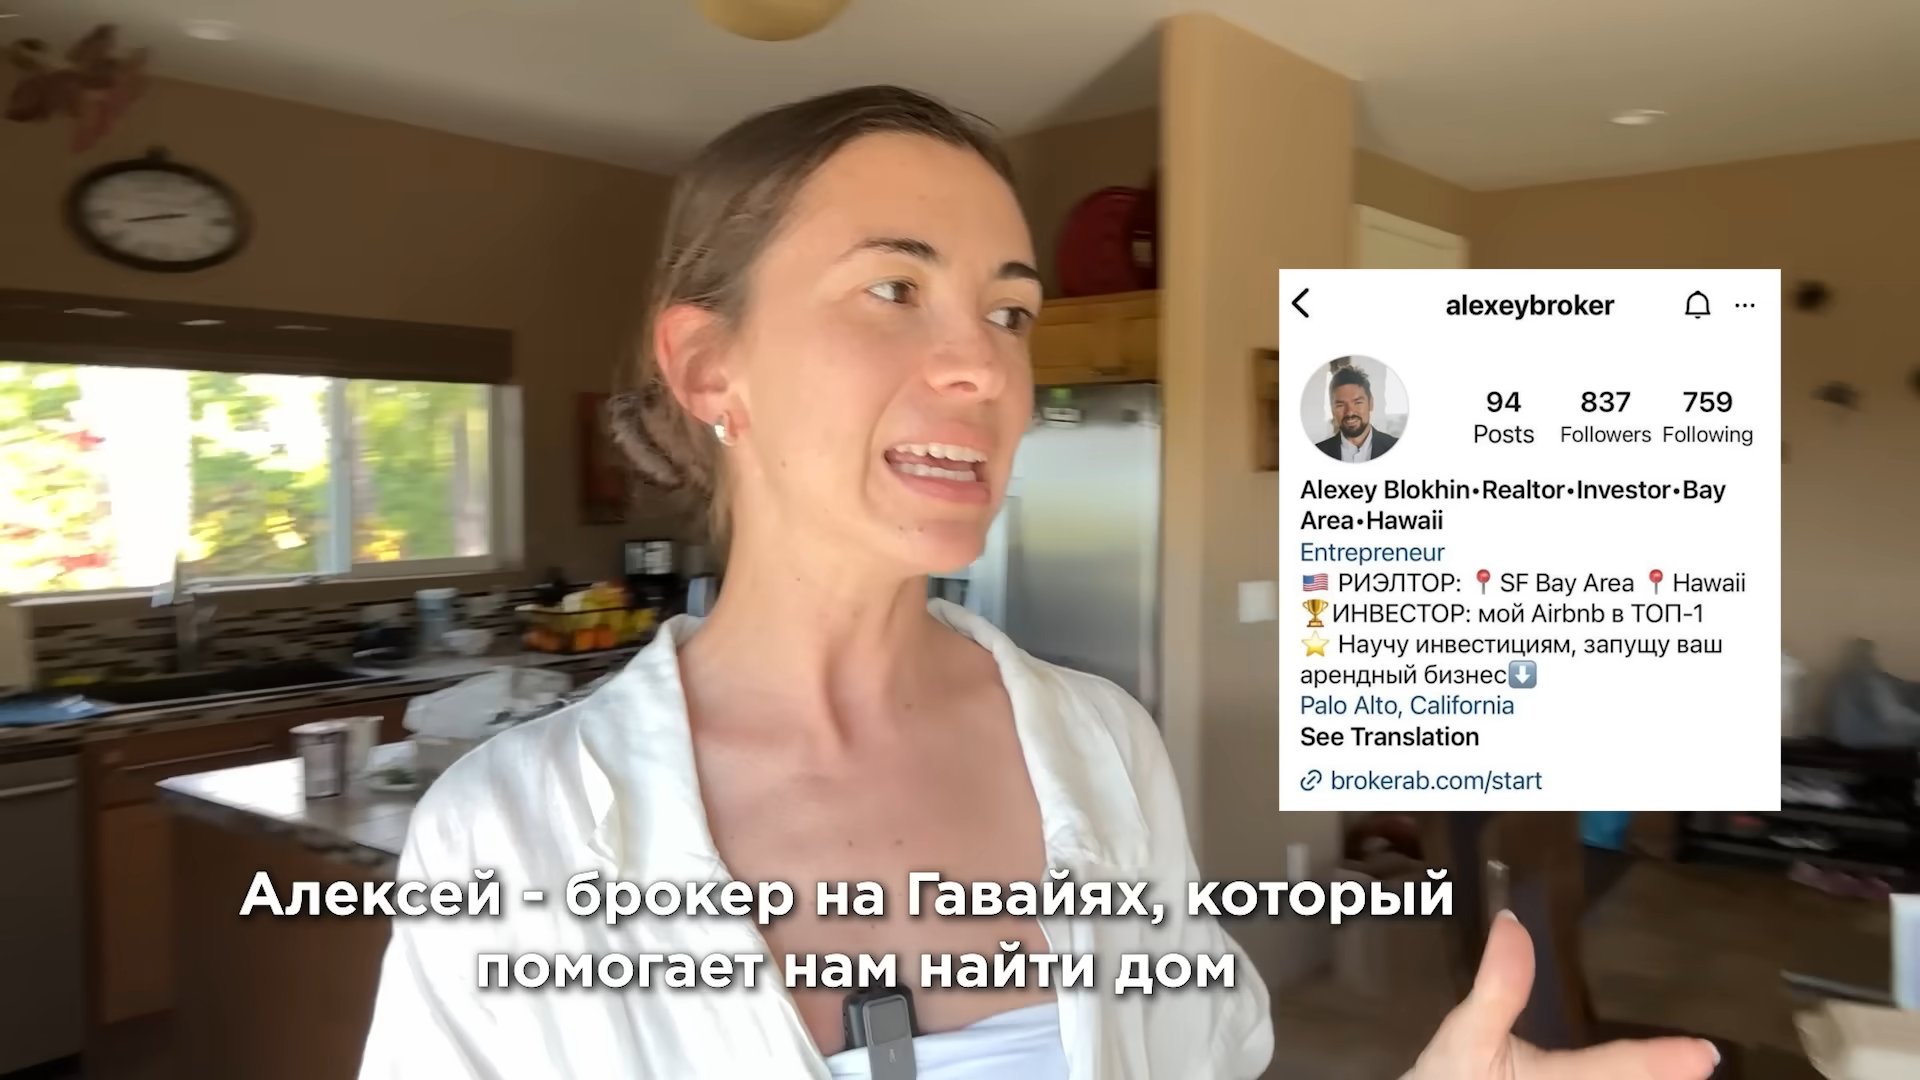 alexeybroker
94 837 759
Posts Followers Following
Alexey Blokhin•Realtor•Investor•Bay
Area•Hawaii
Entrepreneur
🇺🇸 РИЭЛТОР: 📍SF Bay Area 📍Hawaii
🏆ИНВЕСТОР: мой Airbnb в ТОП-1
⭐ Научу инвестициям, запущу ваш
арендный бизнес⬇️
Palo Alto, California
See Translation
brokerab.com/start
Алексей - брокер на Гавайях, который
помогает нам найти дом